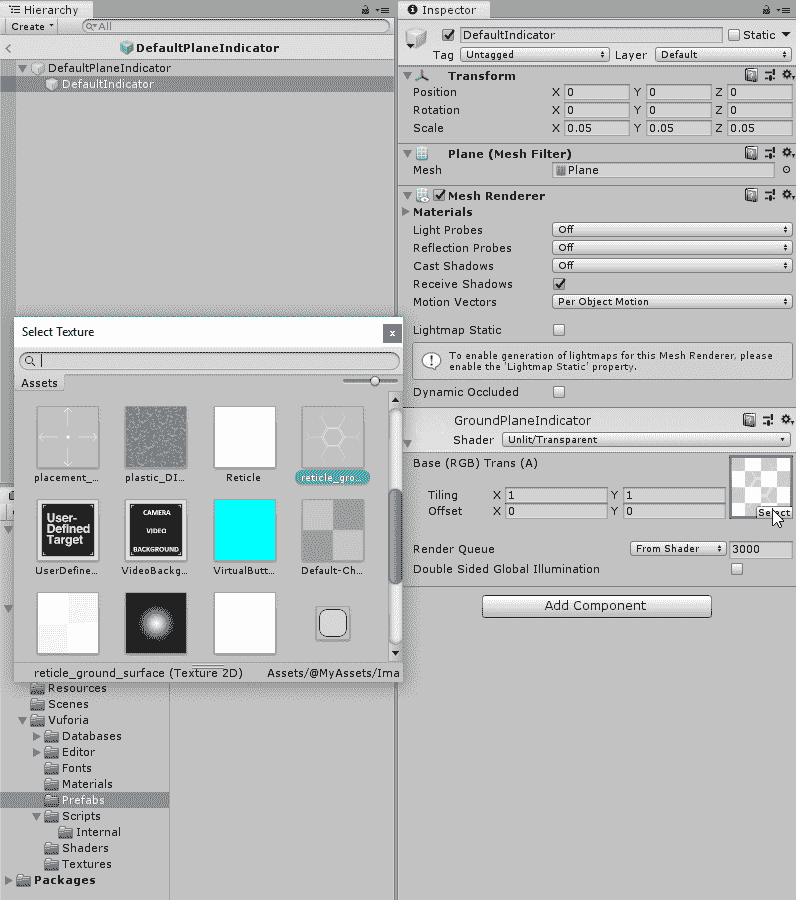 Hierarchy
Create
All
DefaultPlaneIndicator
DefaultPlaneIndicator
DefaultIndicator
Select Texture
Assets
placement_...
plastic_DI...
Reticle
reticle_gro...
User-
Defined
Target
CAMERA
VIDEO
BACKGROUND
UserDefine...
VideoBackg...
VirtualButt...
Default-Ch...
reticle_ground_surface (Texture 2D)
Assets/@MyAssets/Ima
Resources
Scenes
Vuforia
Databases
Editor
Fonts
Materials
Prefabs
Scripts
Internal
Shaders
Textures
Packages
Inspector
DefaultIndicator
Static
Tag
Untagged
Layer
Default
Transform
Position
X 0
Y 0
Z 0
Rotation
X 0
Y 0
Z 0
Scale
X 0.05
Y 0.05
Z 0.05
Plane (Mesh Filter)
Mesh
Plane
Mesh Renderer
Materials
Light Probes
Off
Reflection Probes
Off
Cast Shadows
Off
Receive Shadows
Motion Vectors
Per Object Motion
Lightmap Static
To enable generation of lightmaps for this Mesh Renderer, please
enable the 'Lightmap Static' property.
Dynamic Occluded
GroundPlaneIndicator
Shader
Unlit/Transparent
Base (RGB) Trans (A)
Tiling
X 1
Y 1
Offset
X 0
Y 0
Select
Render Queue
From Shader
3000
Double Sided Global Illumination
Add Component